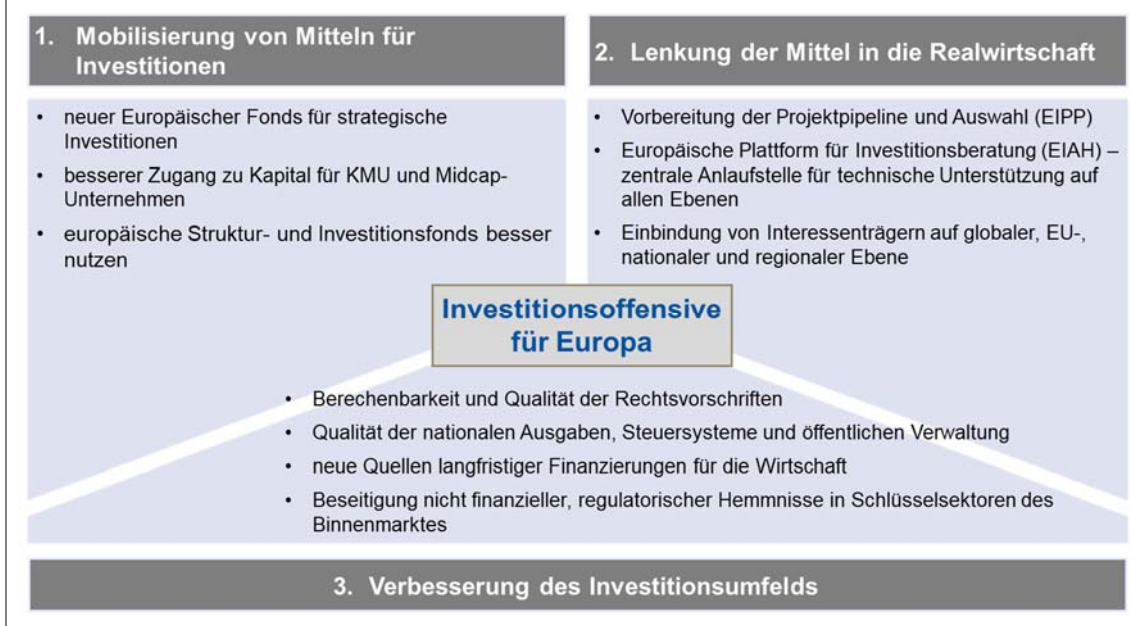 1. Mobilisierung von Mitteln für
Investitionen
• neuer Europäischer Fonds für strategische
Investitionen
• besserer Zugang zu Kapital für KMU und Midcap-
Unternehmen
• europäische Struktur- und Investitionsfonds besser
nutzen
2. Lenkung der Mittel in die Realwirtschaft
• Vorbereitung der Projektpipeline und Auswahl (EIPP)
• Europäische Plattform für Investitionsberatung (EIAH) –
zentrale Anlaufstelle für technische Unterstützung auf
allen Ebenen
• Einbindung von Interessenträgern auf globaler, EU-,
nationaler und regionaler Ebene
Investitionsoffensive
für Europa
• Berechenbarkeit und Qualität der Rechtsvorschriften
• Qualität der nationalen Ausgaben, Steuersysteme und öffentlichen Verwaltung
• neue Quellen langfristiger Finanzierungen für die Wirtschaft
• Beseitigung nicht finanzieller, regulatorischer Hemmnisse in Schlüsselsektoren des
Binnenmarktes
3. Verbesserung des Investitionsumfelds